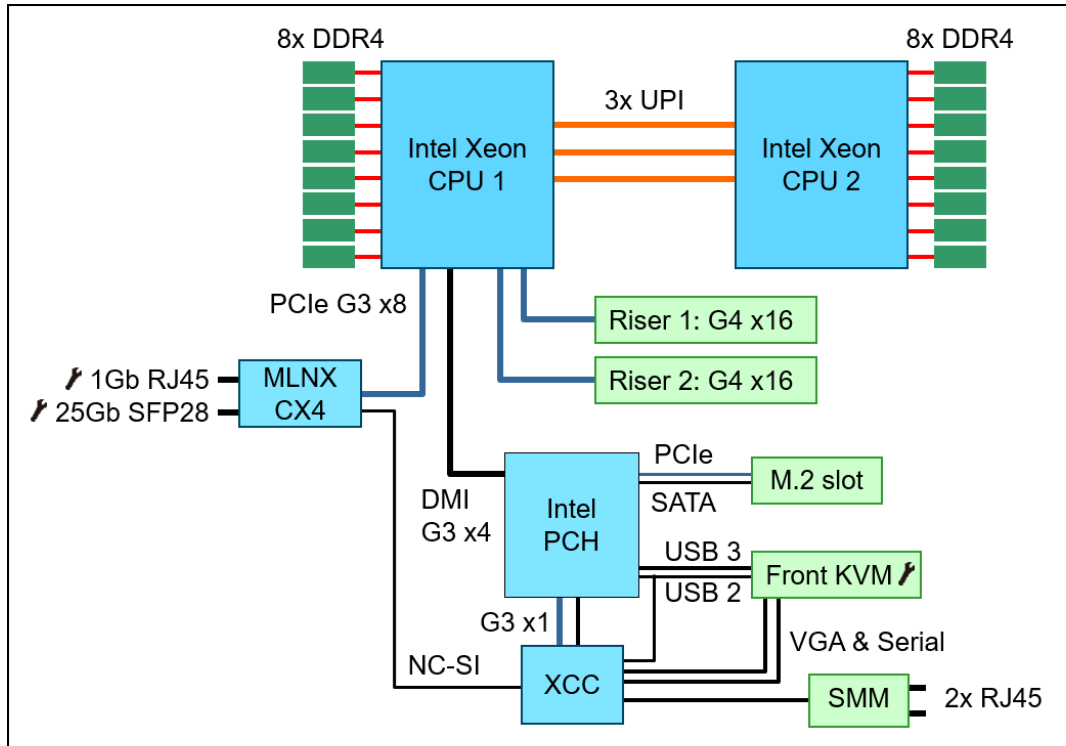 8x DDR4
8x DDR4
3x UPI
Intel Xeon
CPU 1
Intel Xeon
CPU 2
PCIe G3 x8
Riser 1: G4 x16
1Gb RJ45
25Gb SFP28
MLNX
CX4
Riser 2: G4 x16
PCIe
M.2 slot
SATA
DMI
G3 x4
Intel
PCH
USB 3
Front KVM
USB 2
G3 x1
VGA & Serial
NC-SI
XCC
SMM
2x RJ45